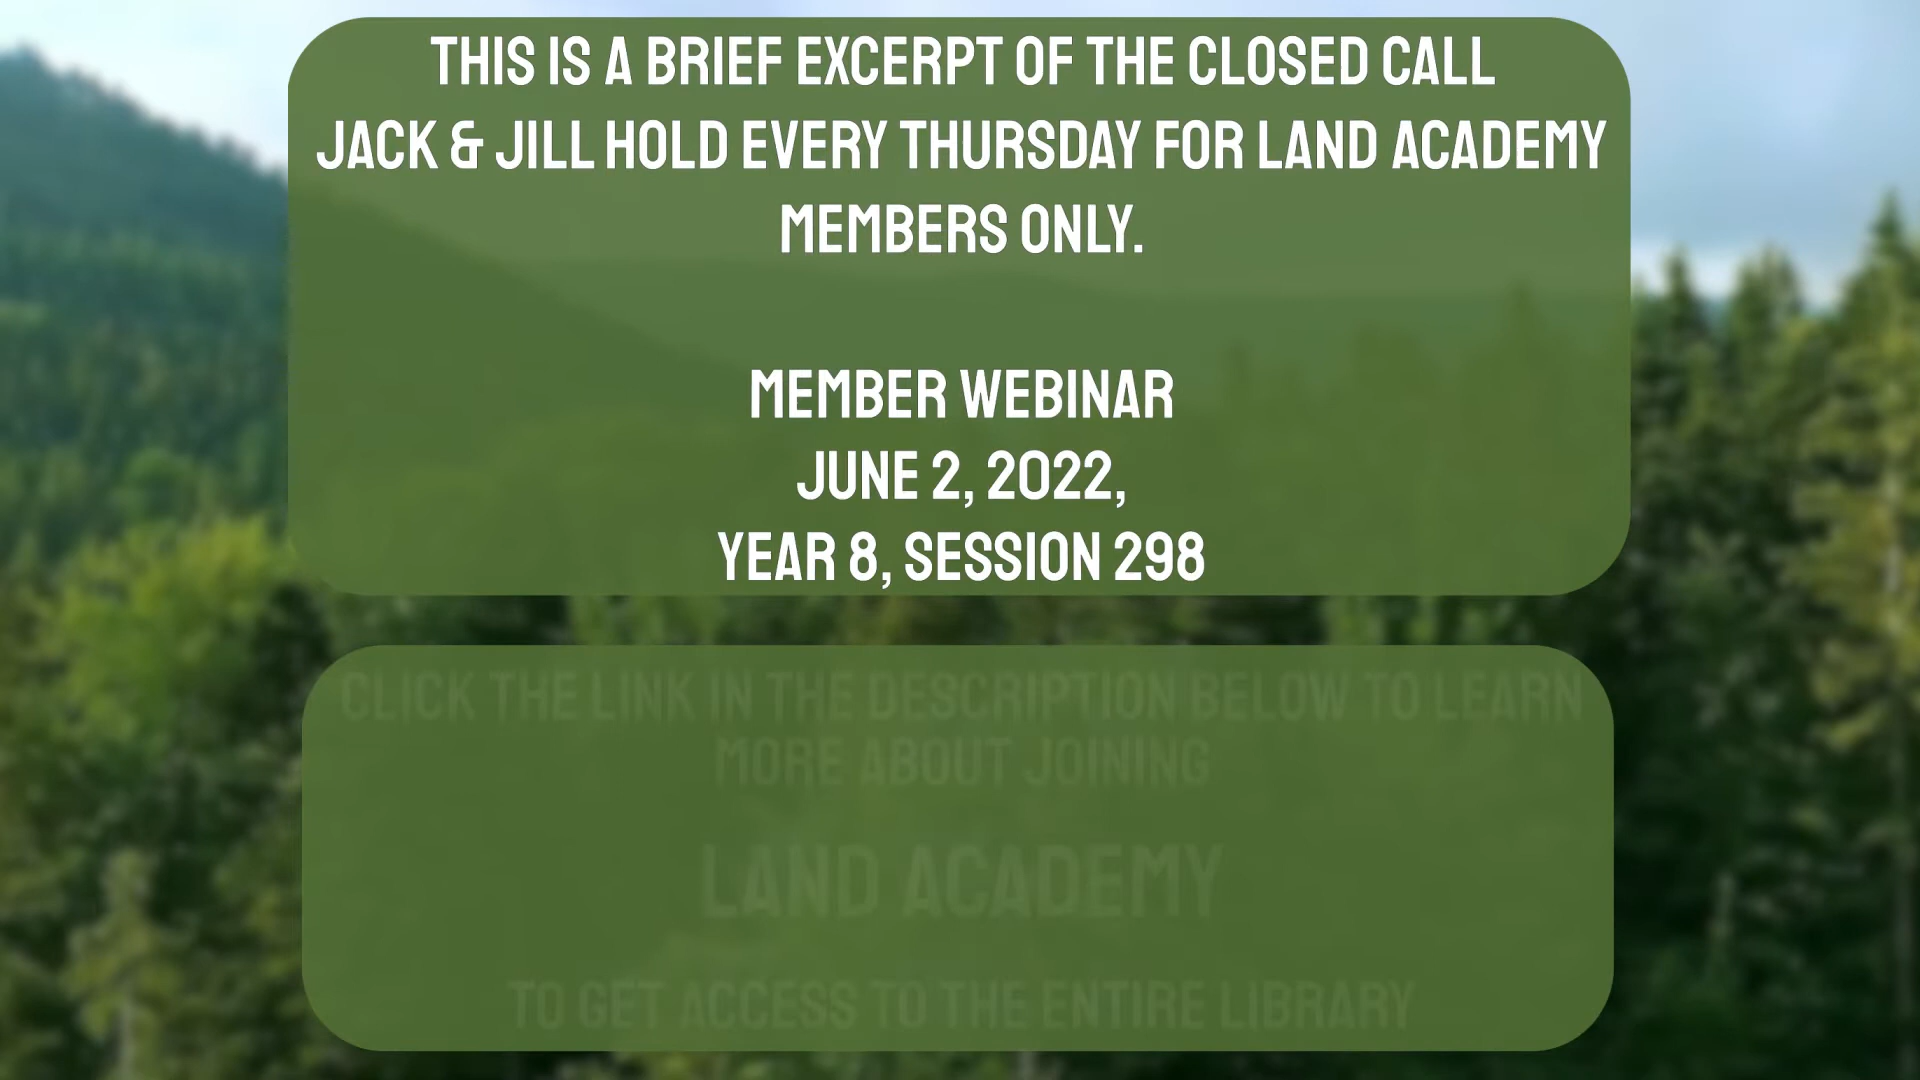 THIS IS A BRIEF EXCERPT OF THE CLOSED CALL
JACK & JILL HOLD EVERY THURSDAY FOR LAND ACADEMY
MEMBERS ONLY.
MEMBER WEBINAR
JUNE 2, 2022,
YEAR 8, SESSION 298
CLICK THE LINK IN THE DESCRIPTION BELOW TO LEARN
MORE ABOUT JOINING
LAND ACADEMY
TO GET ACCESS TO THE ENTIRE LIBRARY